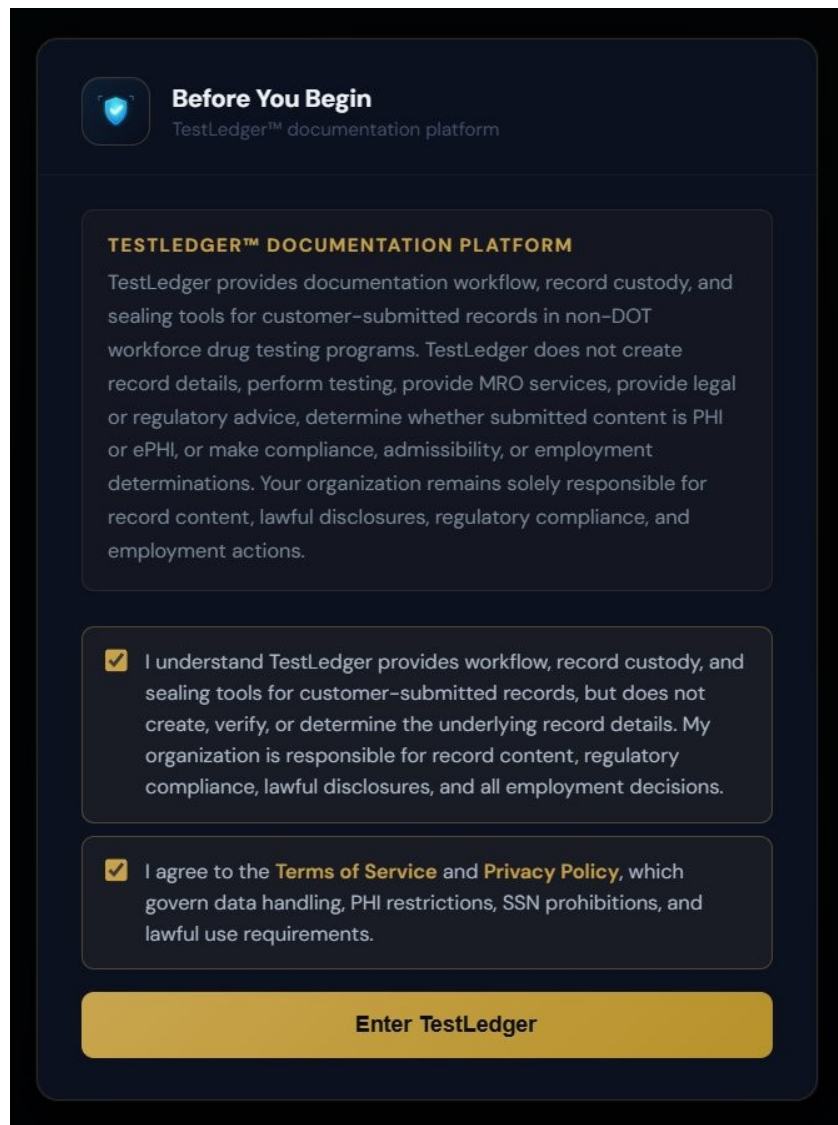 Before You Begin
TestLedger™ documentation platform
TESTLEDGER™ DOCUMENTATION PLATFORM
TestLedger provides documentation workflow, record custody, and
sealing tools for customer-submitted records in non-DOT
workforce drug testing programs. TestLedger does not create
record details, perform testing, provide MRO services, provide legal
or regulatory advice, determine whether submitted content is PHI
or ePHI, or make compliance, admissibility, or employment
determinations. Your organization remains solely responsible for
record content, lawful disclosures, regulatory compliance, and
employment actions.
I understand TestLedger provides workflow, record custody, and
sealing tools for customer-submitted records, but does not
create, verify, or determine the underlying record details. My
organization is responsible for record content, regulatory
compliance, lawful disclosures, and all employment decisions.
I agree to the Terms of Service and Privacy Policy, which
govern data handling, PHI restrictions, SSN prohibitions, and
lawful use requirements.
Enter TestLedger